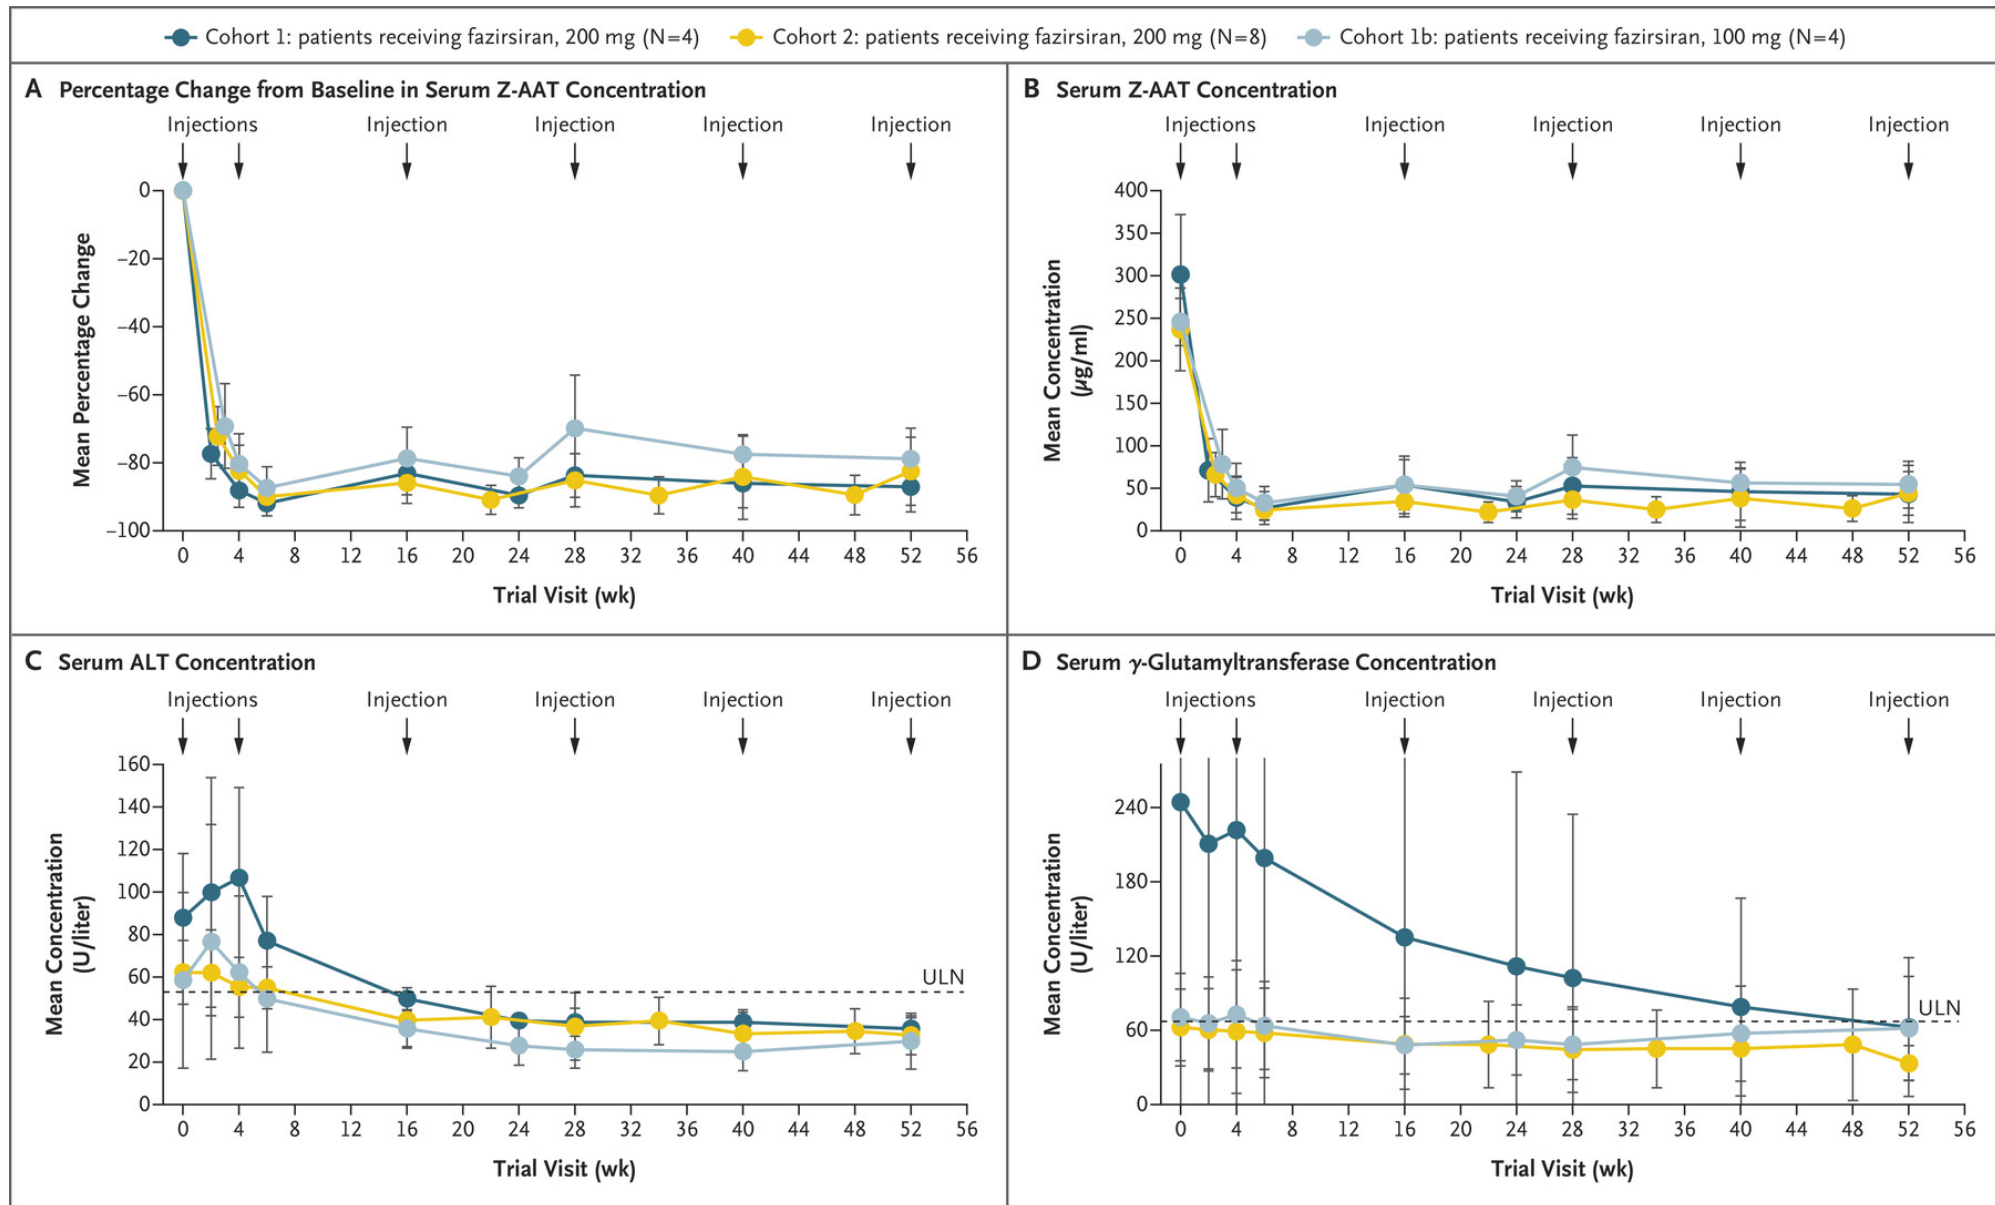 Cohort 1: patients receiving fazirsiran, 200 mg (N=4) Cohort 2: patients receiving fazirsiran, 200 mg (N=8) Cohort 1b: patients receiving fazirsiran, 100 mg (N=4)
A Percentage Change from Baseline in Serum Z-AAT Concentration
Injections Injection Injection Injection Injection
Mean Percentage Change
0
–20
–40
–60
–80
–100
0 4 8 12 16 20 24 28 32 36 40 44 48 52 56
Trial Visit (wk)
B Serum Z-AAT Concentration
Injections Injection Injection Injection Injection
Mean Concentration
(µg/ml)
400
350
300
250
200
150
100
50
0
0 4 8 12 16 20 24 28 32 36 40 44 48 52 56
Trial Visit (wk)
C Serum ALT Concentration
Injections Injection Injection Injection Injection
Mean Concentration
(U/liter)
160
140
120
100
80
60
40
20
0
ULN
0 4 8 12 16 20 24 28 32 36 40 44 48 52 56
Trial Visit (wk)
D Serum γ-Glutamyltransferase Concentration
Injections Injection Injection Injection Injection
Mean Concentration
(U/liter)
240
180
120
60
0
ULN
0 4 8 12 16 20 24 28 32 36 40 44 48 52 56
Trial Visit (wk)